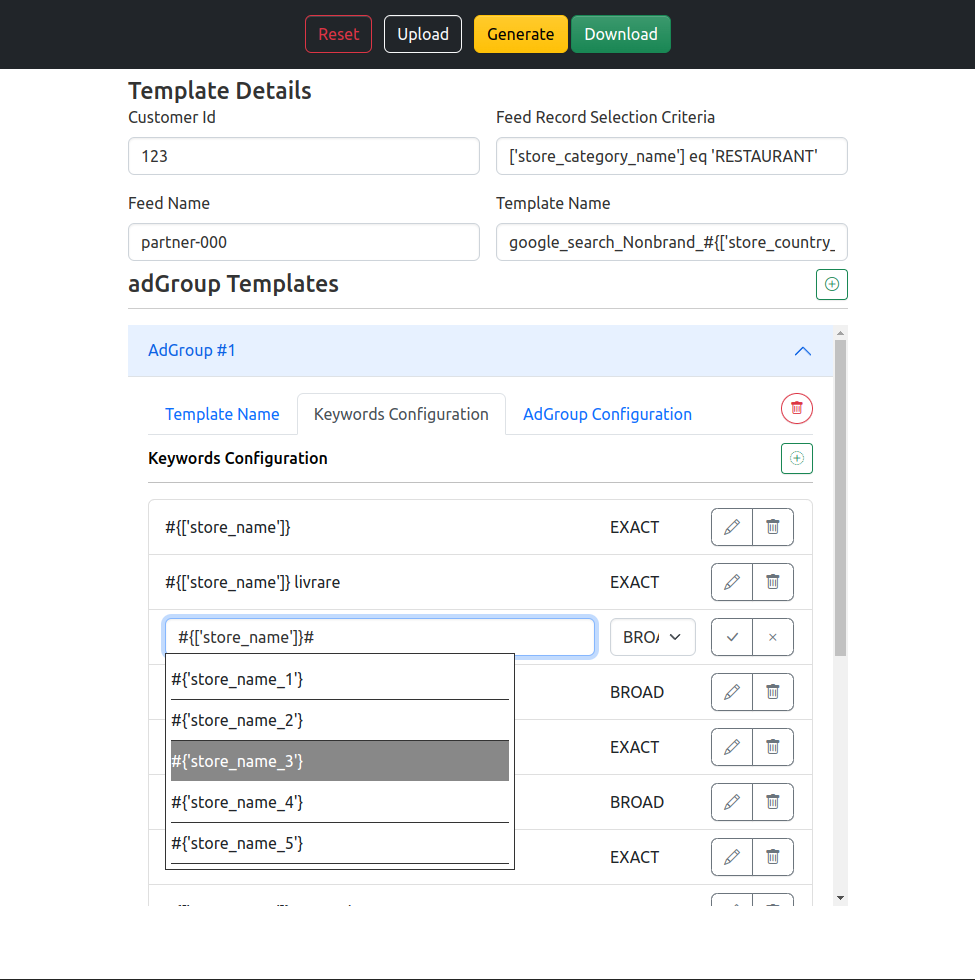 Reset Upload Generate Download
Template Details
Customer Id Feed Record Selection Criteria
123 ['store_category_name'] eq 'RESTAURANT'
Feed Name Template Name
partner-000 google_search_Nonbrand_#{['store_country_
adGroup Templates
AdGroup #1
Template Name Keywords Configuration AdGroup Configuration
Keywords Configuration
#{['store_name']} EXACT
#{['store_name']} livrare EXACT
#{['store_name']}# BROA
#{'store_name_1'}
BROAD
#{'store_name_2'}
EXACT
#{'store_name_3'}
#{'store_name_4'} BROAD
#{'store_name_5'}
EXACT